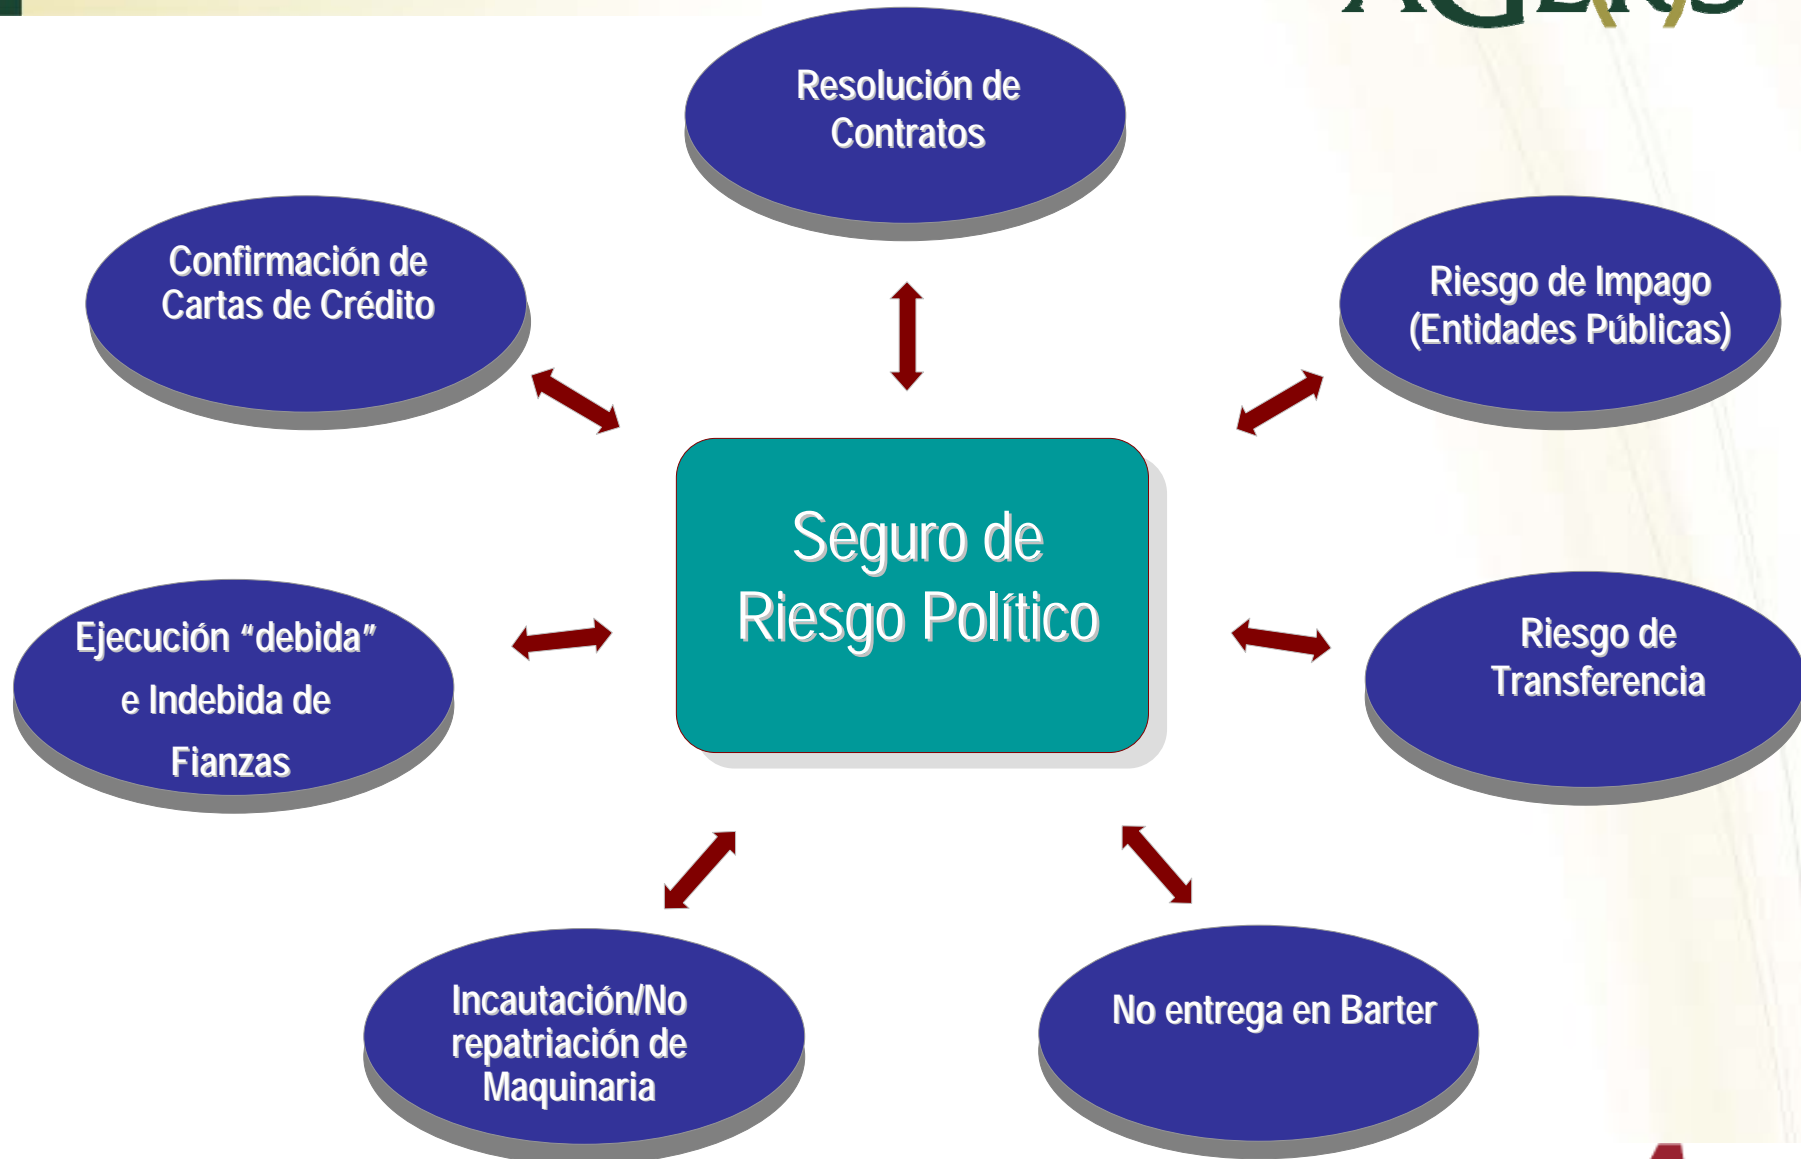 AGERS
Resolución de
Contratos
Confirmación de
Cartas de Crédito
Riesgo de Impago
(Entidades Públicas)
Seguro de
Riesgo Político
Ejecución “debida”
e Indebida de
Fianzas
Riesgo de
Transferencia
Incautación/No
repatriación de
Maquinaria
No entrega en Barter